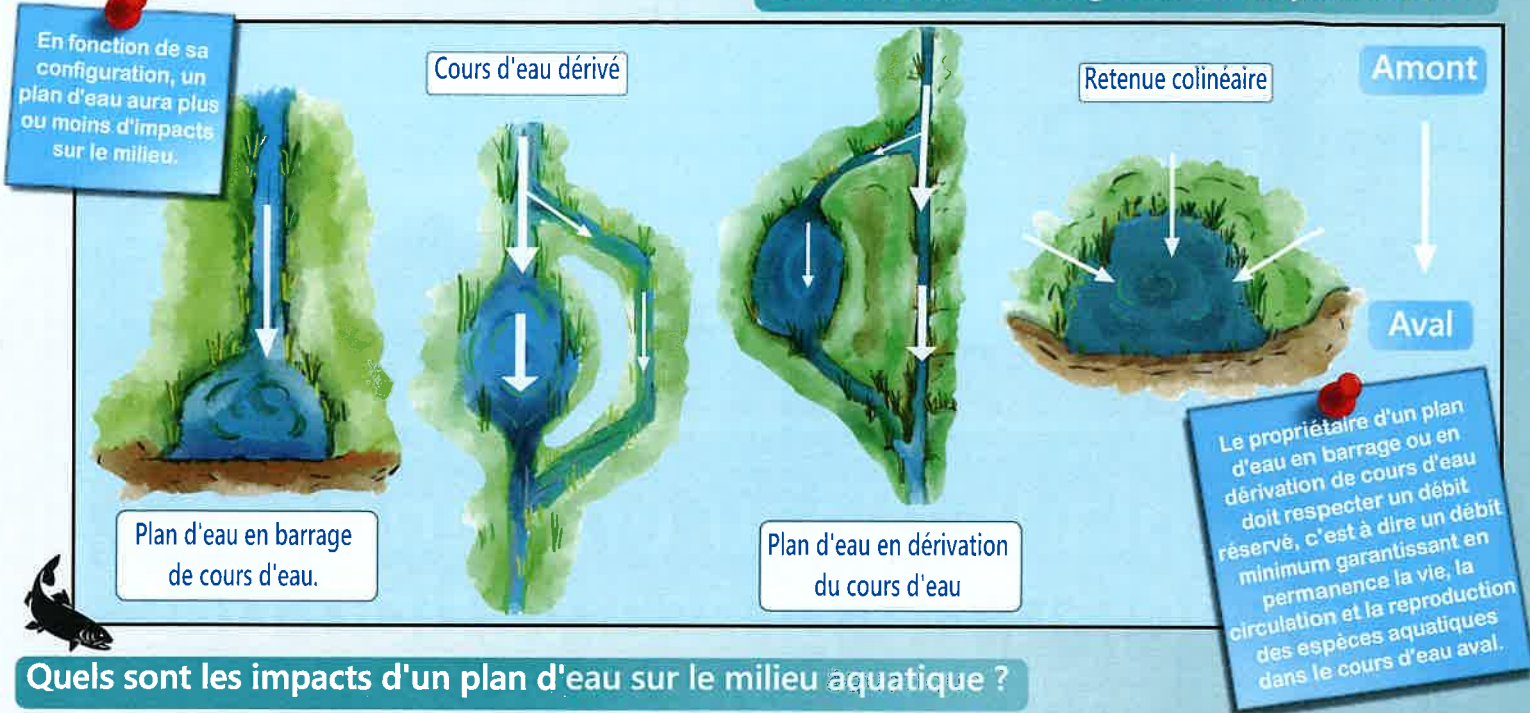 En fonction de sa
configuration, un
plan d'eau aura plus
ou moins d'impacts
sur le milieu.
Cours d'eau dérivé
Retenue colinéaire
Amont
Aval
Plan d'eau en barrage
de cours d'eau.
Plan d'eau en dérivation
du cours d'eau
Le propriétaire d'un plan
d'eau en barrage ou en
dérivation de cours d'eau
doit respecter un débit
réservé, c'est à dire un débit
minimum garantissant en
permanence la vie, la
circulation et la reproduction
des espèces aquatiques
dans le cours d'eau aval.
Quels sont les impacts d'un plan d'eau sur le milieu aquatique ?